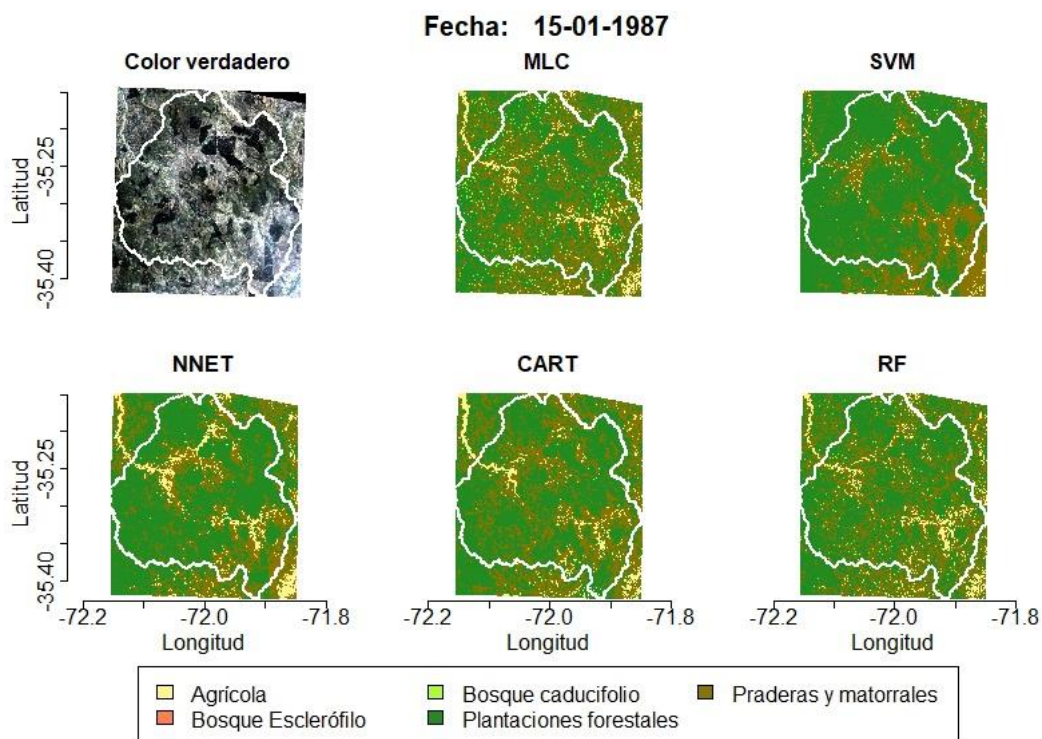 Fecha: 15-01-1987
Color verdadero MLC SVM
Latitud
-35.25
-35.40
NNET CART RF
Latitud
-35.25
-35.40
-72.2 -72.0 -71.8 -72.2 -72.0 -71.8 -72.2 -72.0 -71.8
Longitud Longitud Longitud
Agrícola Bosque caducifolio Praderas y matorrales
Bosque Esclerófilo Plantaciones forestales